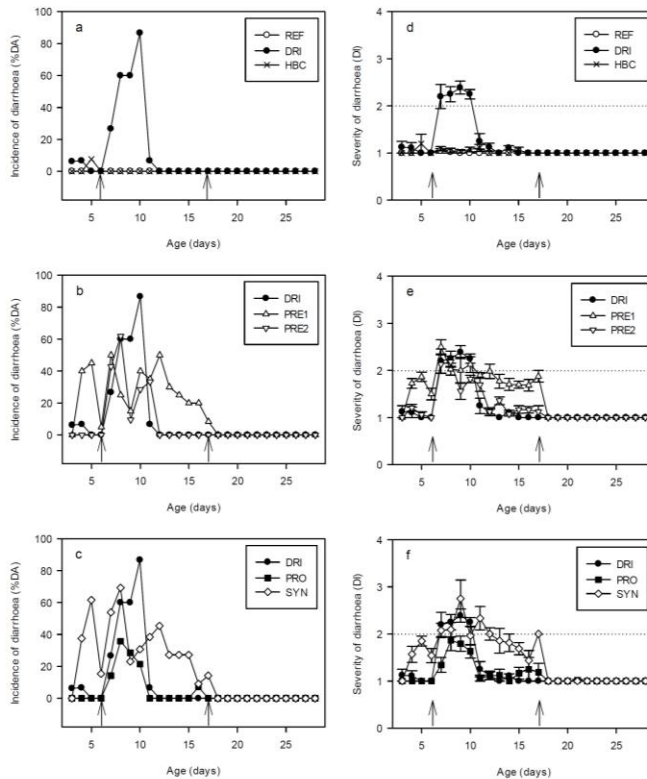 a
REF
DRI
HBC
Incidence of diarrhoea (%DA)
100
80
60
40
20
0
5 10 15 20 25
Age (days)
d
REF
DRI
HBC
Severity of diarrhoea (DI)
4
3
2
1
0
5 10 15 20 25
Age (days)
b
DRI
PRE1
PRE2
Incidence of diarrhoea (%DA)
100
80
60
40
20
0
5 10 15 20 25
Age (days)
e
DRI
PRE1
PRE2
Severity of diarrhoea (DI)
4
3
2
1
0
5 10 15 20 25
Age (days)
c
DRI
PRO
SYN
Incidence of diarrhoea (%DA)
100
80
60
40
20
0
5 10 15 20 25
Age (days)
f
DRI
PRO
SYN
Severity of diarrhoea (DI)
4
3
2
1
0
5 10 15 20 25
Age (days)